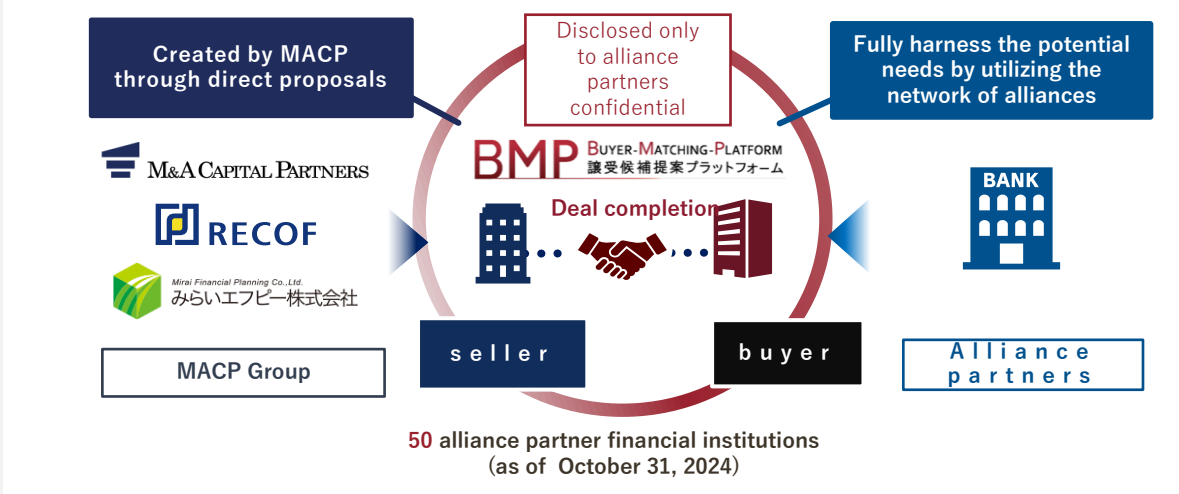 Created by MACP
through direct proposals
Disclosed only
to alliance
partners
confidential
Fully harness the potential
needs by utilizing the
network of alliances
M&A CAPITAL PARTNERS
RECOF
Mirai Financial Planning Co.,Ltd.
みらいエフピー株式会社
MACP Group
BMP
BUYER-MATCHING-PLATFORM
譲受候補提案プラットフォーム
Deal completion
seller
buyer
BANK
Alliance
partners
50 alliance partner financial institutions
(as of October 31, 2024)